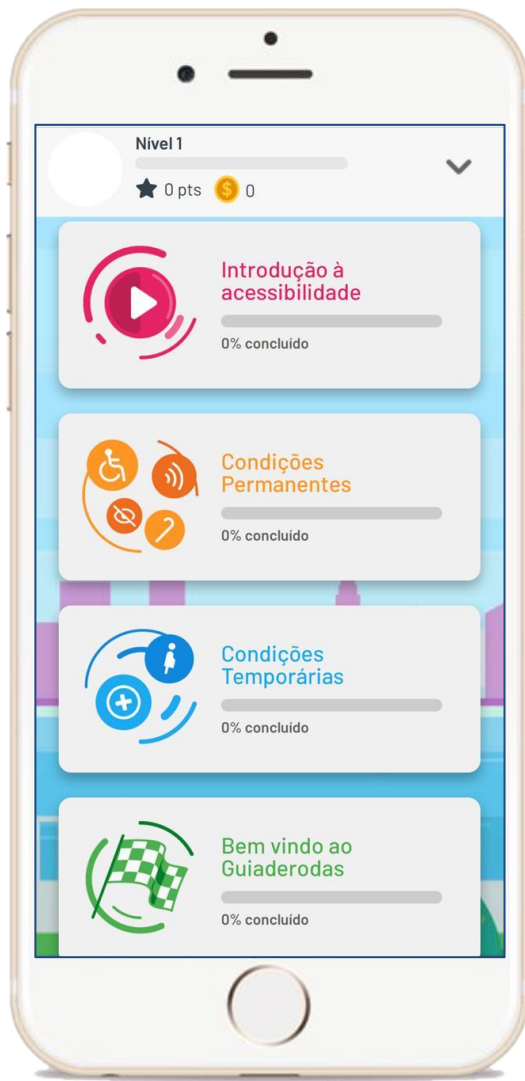 Nível 1
0 pts $ 0
Introdução à
acessibilidade
0% concluído
Condições
Permanentes
0% concluído
Condições
Temporárias
0% concluído
Bem vindo ao
Guiaderodas
0% concluído